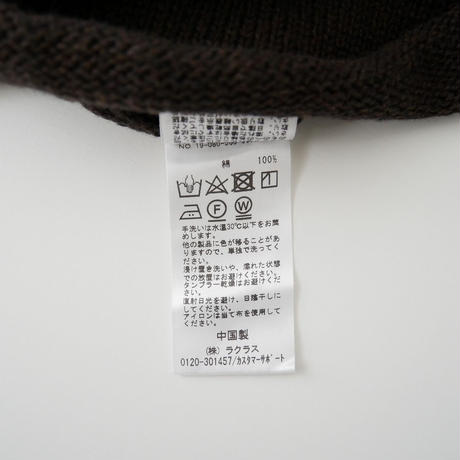 綿 100%
F W
手洗いは水温30℃以下をお薦
めします。
他の製品に色が移ることがあ
りますので、単独で洗ってく
ださい。
浸け置き洗いや、濡れた状態
での放置はお避けください。
タンブラー乾燥はお避けくだ
さい。
直射日光を避け、日陰干しに
してください。
アイロンは当て布を使用して
ください。
中国製
(株) ラクラス
0120-301457/カスタマーサポート